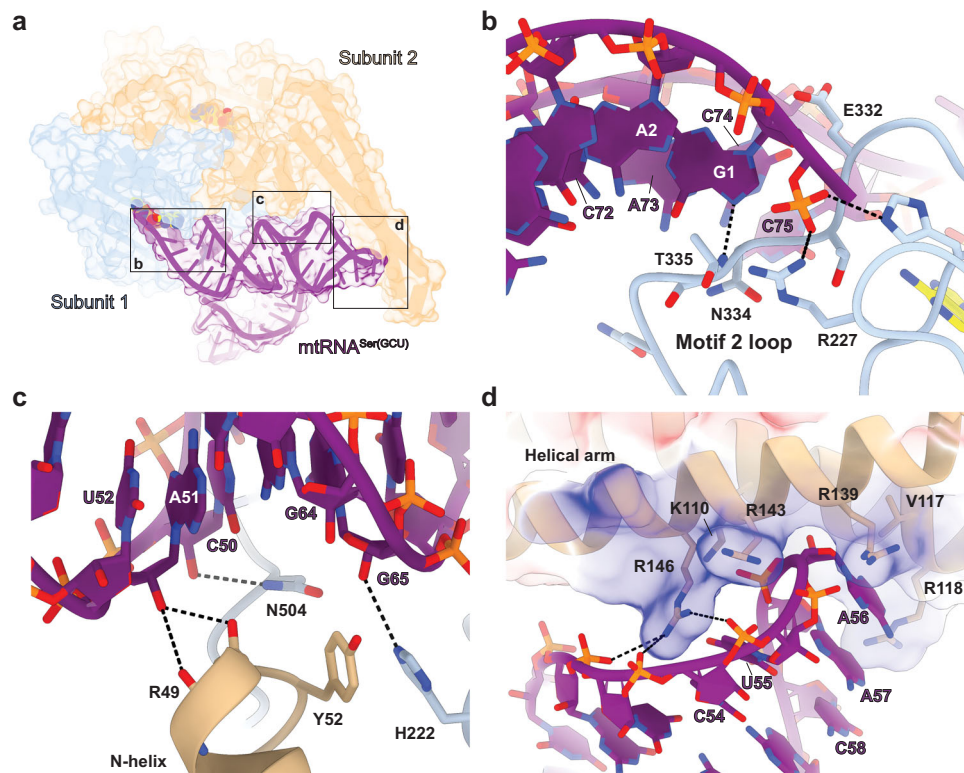 a
Subunit 2
c
d
b
Subunit 1
mtRNASer(GCU)
b
E332
A2
C74
G1
C72
A73
C75
T335
N334
R227
Motif 2 loop
c
U52
A51
G64
C50
G65
N504
R49
Y52
H222
N-helix
d
Helical arm
K110
R143
R139
V117
R146
R118
A56
U55
A57
C54
C58